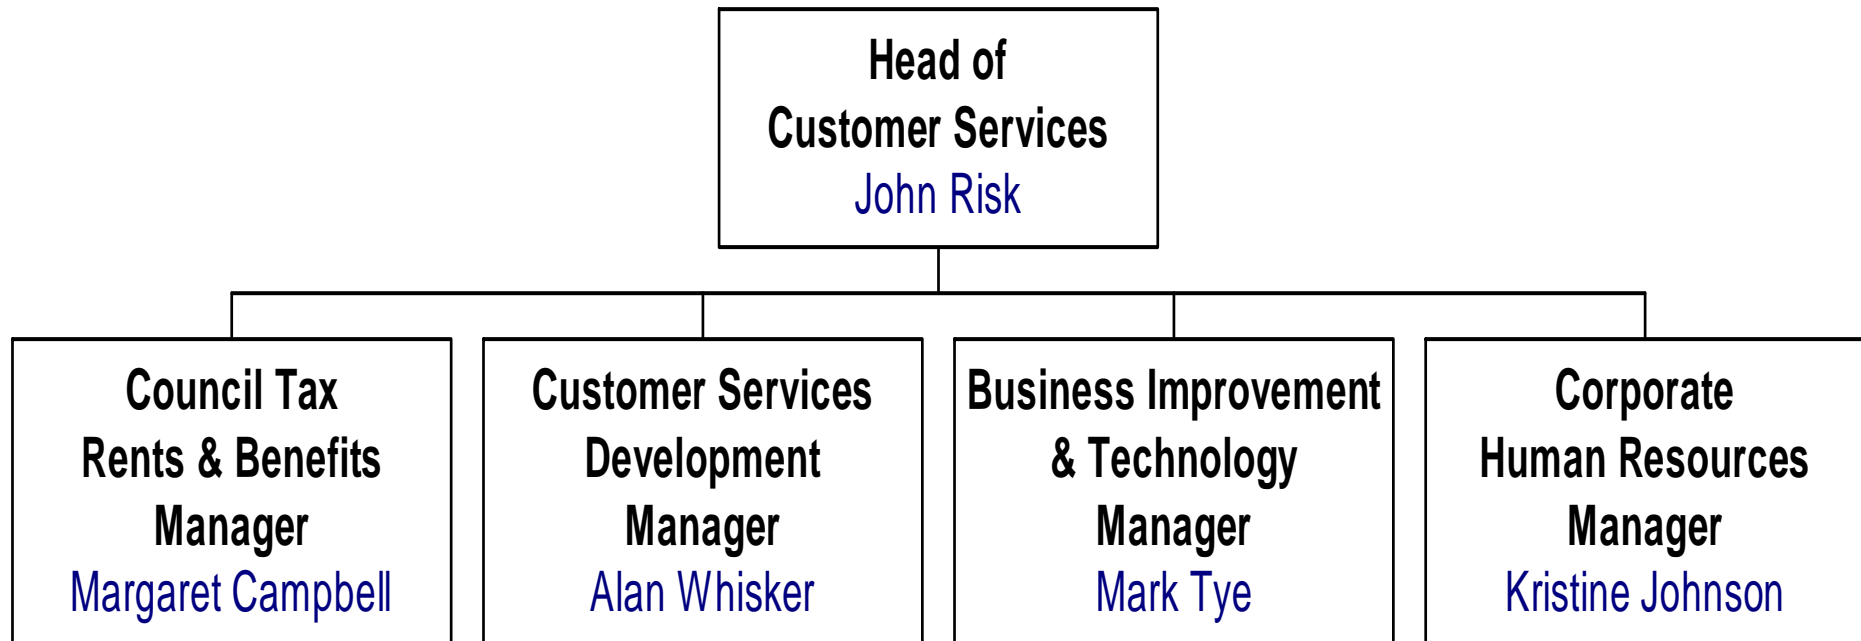 Head of
Customer Services
John Risk
Council Tax
Rents & Benefits
Manager
Margaret Campbell
Customer Services
Development
Manager
Alan Whisker
Business Improvement
& Technology
Manager
Mark Tye
Corporate
Human Resources
Manager
Kristine Johnson